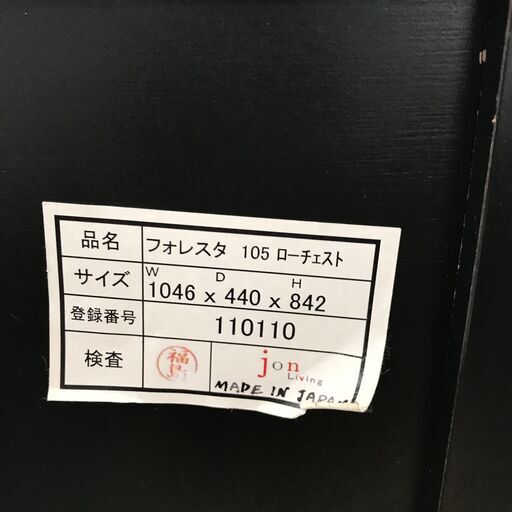 品名 フォレスタ 105 ローチェスト
W D H
サイズ 1046 x 440 x 842
登録番号 110110
検査 福 jon
Living
MADE IN JAPAN